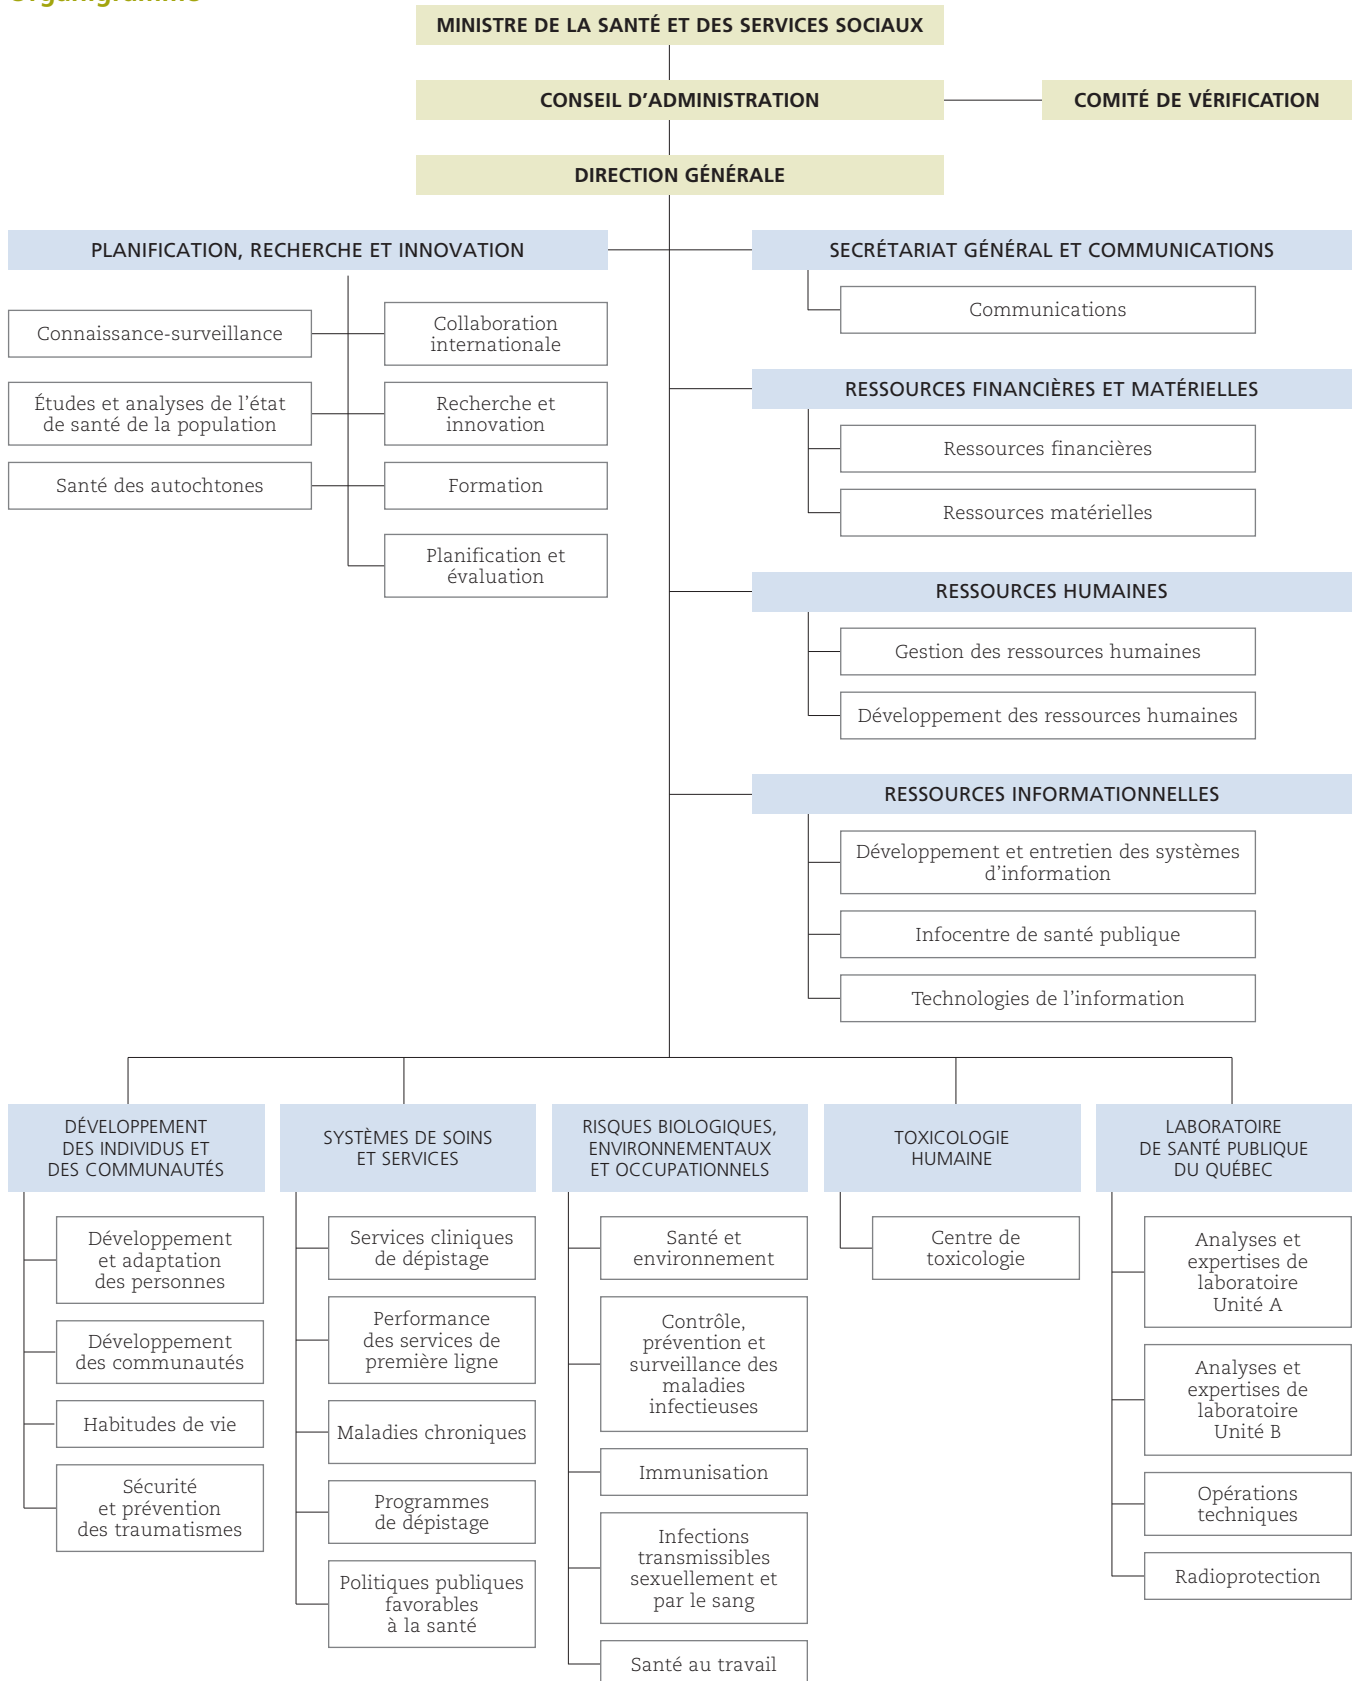 Organigramme
MINISTRE DE LA SANTÉ ET DES SERVICES SOCIAUX
CONSEIL D'ADMINISTRATION
COMITÉ DE VÉRIFICATION
DIRECTION GÉNÉRALE
PLANIFICATION, RECHERCHE ET INNOVATION
Connaissance-surveillance
Collaboration
internationale
Études et analyses de l'état
de santé de la population
Recherche et
innovation
Santé des autochtones
Formation
Planification et
évaluation
SECRÉTARIAT GÉNÉRAL ET COMMUNICATIONS
Communications
RESSOURCES FINANCIÈRES ET MATÉRIELLES
Ressources financières
Ressources matérielles
RESSOURCES HUMAINES
Gestion des ressources humaines
Développement des ressources humaines
RESSOURCES INFORMATIONNELLES
Développement et entretien des systèmes
d'information
Infocentre de santé publique
Technologies de l'information
DÉVELOPPEMENT
DES INDIVIDUS ET
DES COMMUNAUTÉS
Développement
et adaptation
des personnes
Développement
des communautés
Habitudes de vie
Sécurité
et prévention
des traumatismes
SYSTÈMES DE SOINS
ET SERVICES
Services cliniques
de dépistage
Performance
des services de
première ligne
Maladies chroniques
Programmes
de dépistage
Politiques publiques
favorables
à la santé
RISQUES BIOLOGIQUES,
ENVIRONNEMENTAUX
ET OCCUPATIONNELS
Santé et
environnement
Contrôle,
prévention et
surveillance des
maladies
infectieuses
Immunisation
Infections
transmissibles
sexuellement et
par le sang
Santé au travail
TOXICOLOGIE
HUMAINE
Centre de
toxicologie
LABORATOIRE
DE SANTÉ PUBLIQUE
DU QUÉBEC
Analyses et
expertises de
laboratoire
Unité A
Analyses et
expertises de
laboratoire
Unité B
Opérations
techniques
Radioprotection